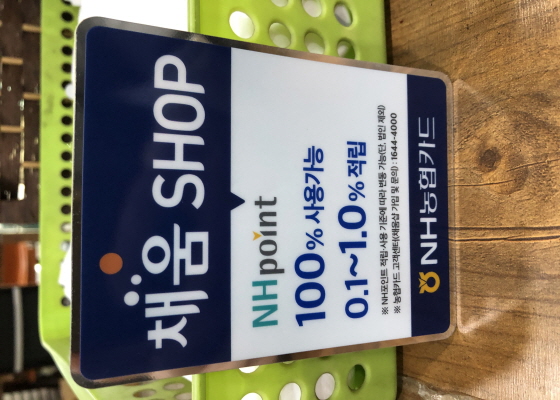 채움 SHOP
NHpoint
100% 사용가능
0.1~1.0% 적립
※ NH포인트 적립·사용 기준에 따라 변동 가능(단, 법인 제외)
※ 농협카드 고객센터(채움샵 가입 및 문의) : 1644-4000
NH농협카드